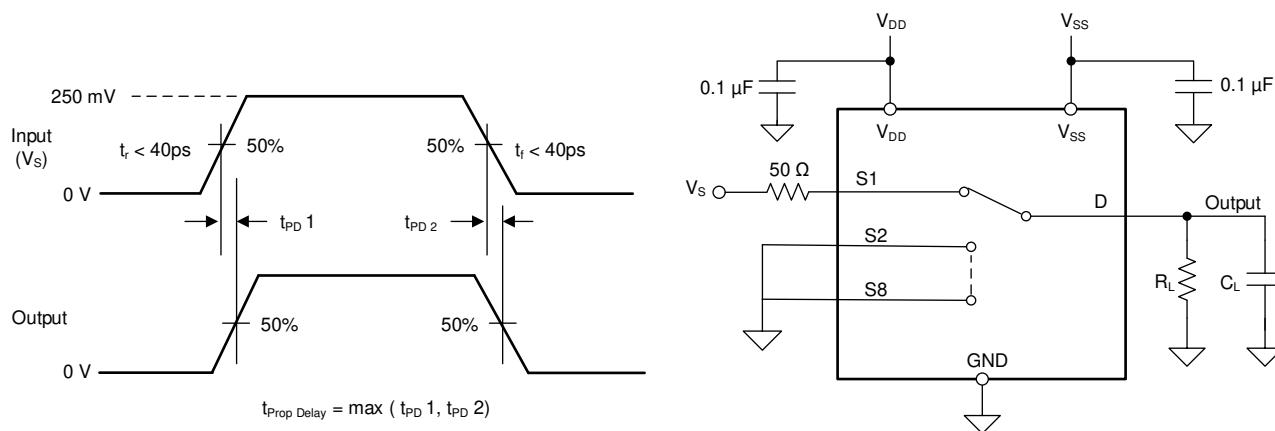 250 mV
Input
(VS)
tr < 40ps
50%
50%
tf < 40ps
0 V
tPD 1
tPD 2
Output
50%
50%
0 V
tProp Delay = max ( tPD 1, tPD 2)
VDD
VSS
0.1 µF
0.1 µF
VDD
VSS
50 Ω
VS
S1
D
Output
S2
S8
RL
CL
GND